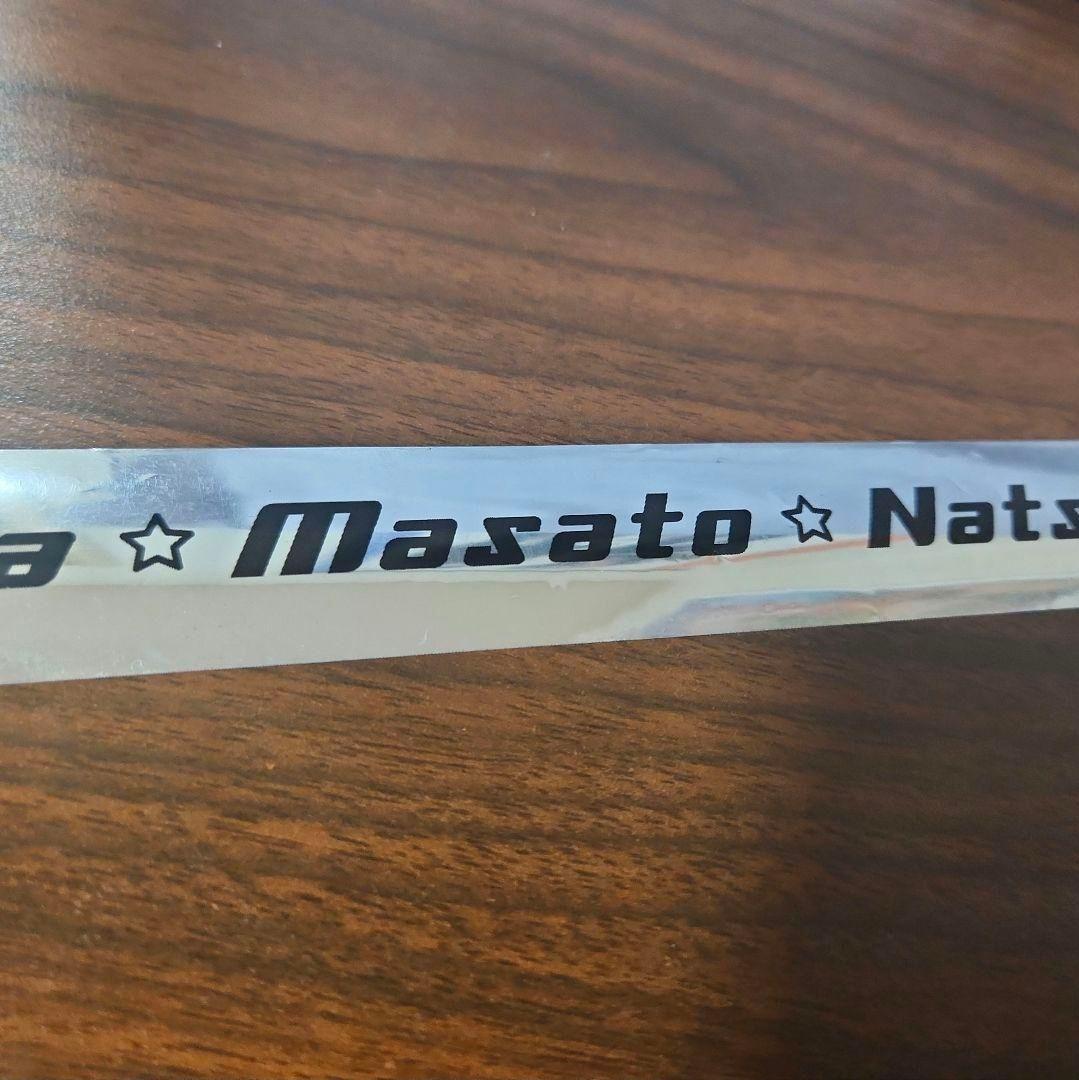 a ☆ Masato ☆ Nats